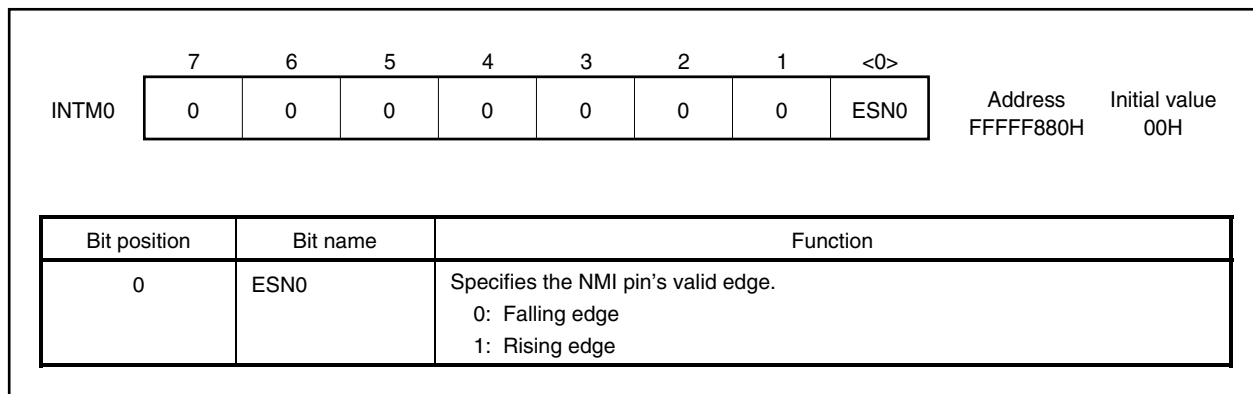 7 6 5 4 3 2 1 <0>
INTM0 0 0 0 0 0 0 0 ESN0 Address Initial value
FFFFF880H 00H
Bit position Bit name Function
0 ESN0 Specifies the NMI pin's valid edge.
0: Falling edge
1: Rising edge